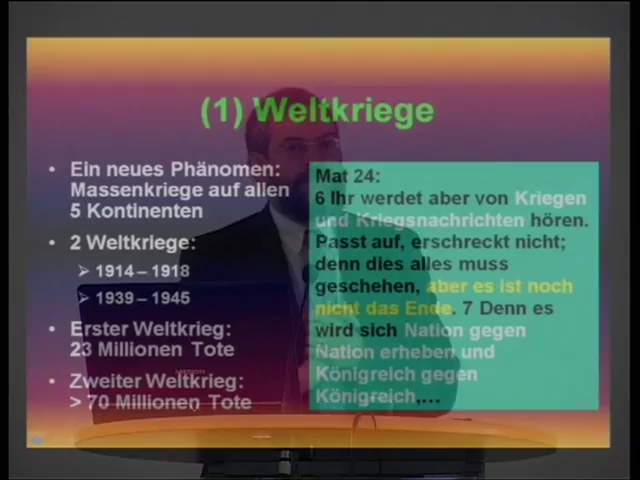 (1) Weltkriege
• Ein neues Phänomen:
Massenkriege auf allen
5 Kontinenten
• 2 Weltkriege:
➢ 1914 – 1918
➢ 1939 – 1945
• Erster Weltkrieg:
23 Millionen Tote
• Zweiter Weltkrieg:
> 70 Millionen Tote
Mat 24:
6 Ihr werdet aber von Kriegen
und Kriegsnachrichten hören.
Passt auf, erschreckt nicht;
denn dies alles muss
geschehen, aber es ist noch
nicht das Ende. 7 Denn es
wird sich Nation gegen
Nation erheben und
Königreich gegen
Königreich,...